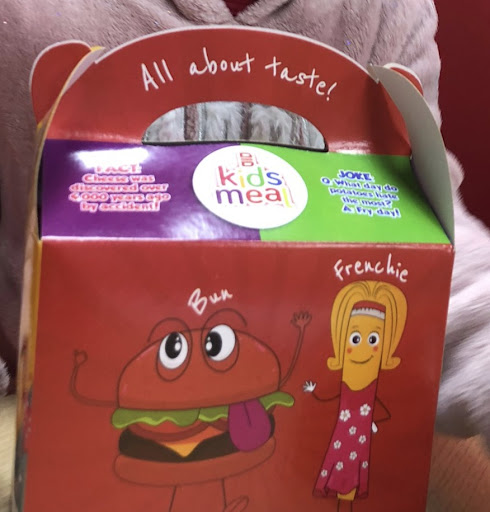 All about taste!
FACT:
Cheese was
discovered over
4,000 years ago
by accident!
kid's
meal
JOKE
Q. What day do
potatoes hate
the most?
A. Fry day!
Frenchie
Bun